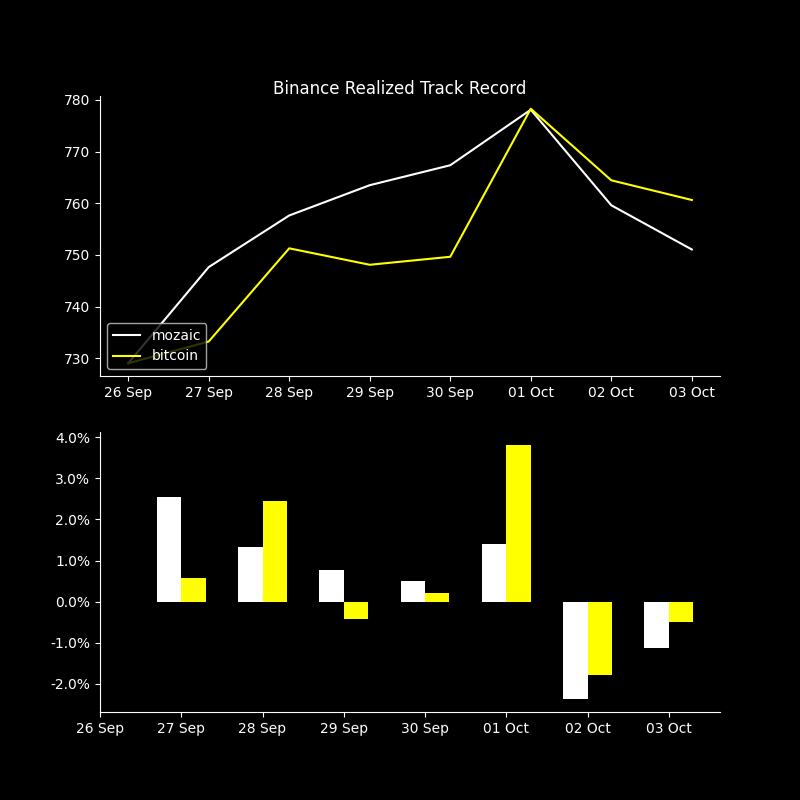 Binance Realized Track Record
780
770
760
750
740
730
mozaic
bitcoin
26 Sep 27 Sep 28 Sep 29 Sep 30 Sep 01 Oct 02 Oct 03 Oct
4.0%
3.0%
2.0%
1.0%
0.0%
-1.0%
-2.0%
26 Sep 27 Sep 28 Sep 29 Sep 30 Sep 01 Oct 02 Oct 03 Oct